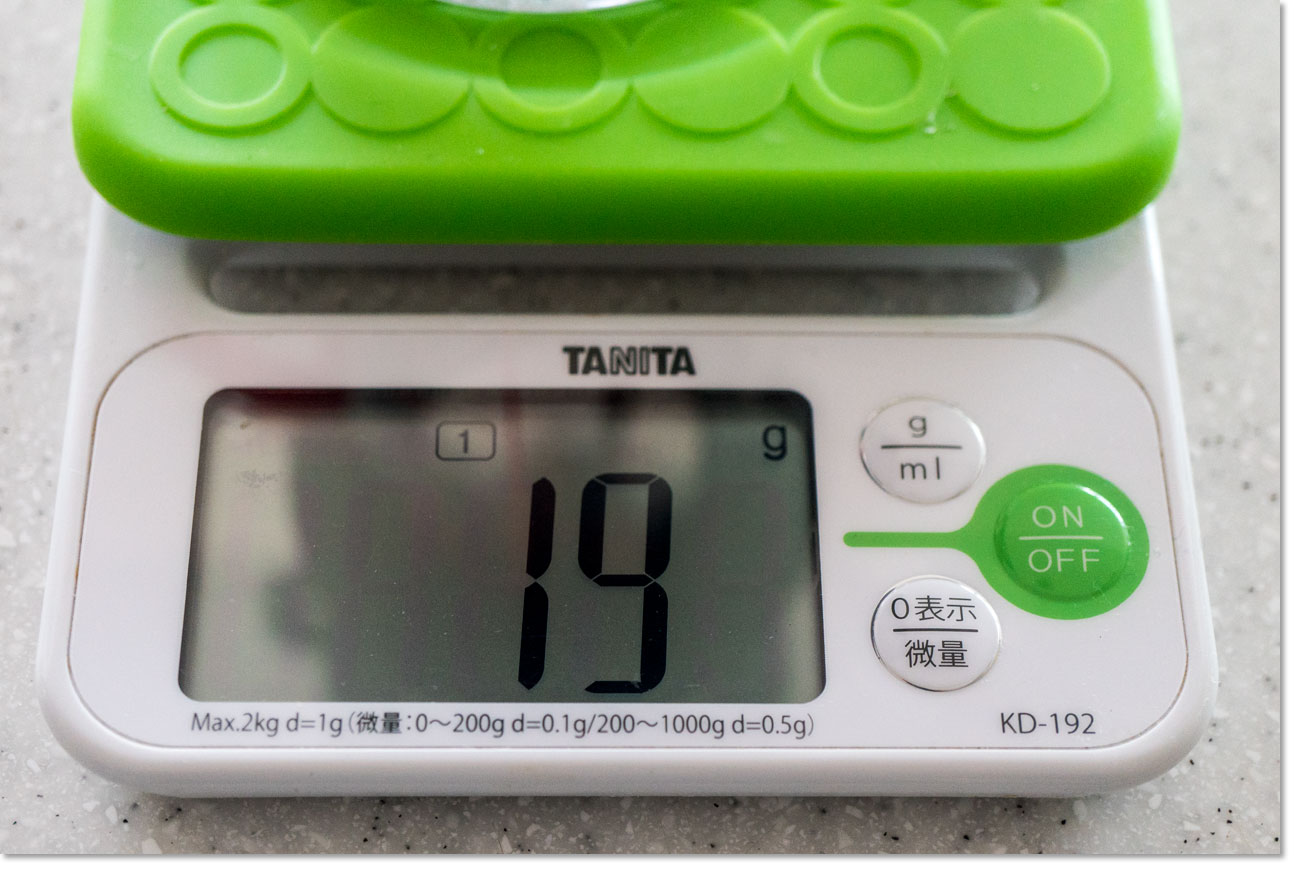 TANITA
1 g
19
g
ml
ON
OFF
0表示
微量
Max.2kg d=1g(微量:0～200g d=0.1g/200～1000g d=0.5g)
KD-192